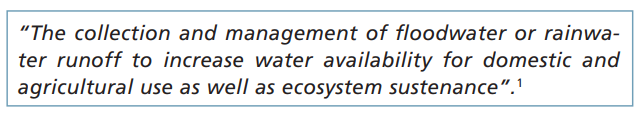 “The collection and management of floodwater or rainwa-
ter runoff to increase water availability for domestic and
agricultural use as well as ecosystem sustenance”.¹